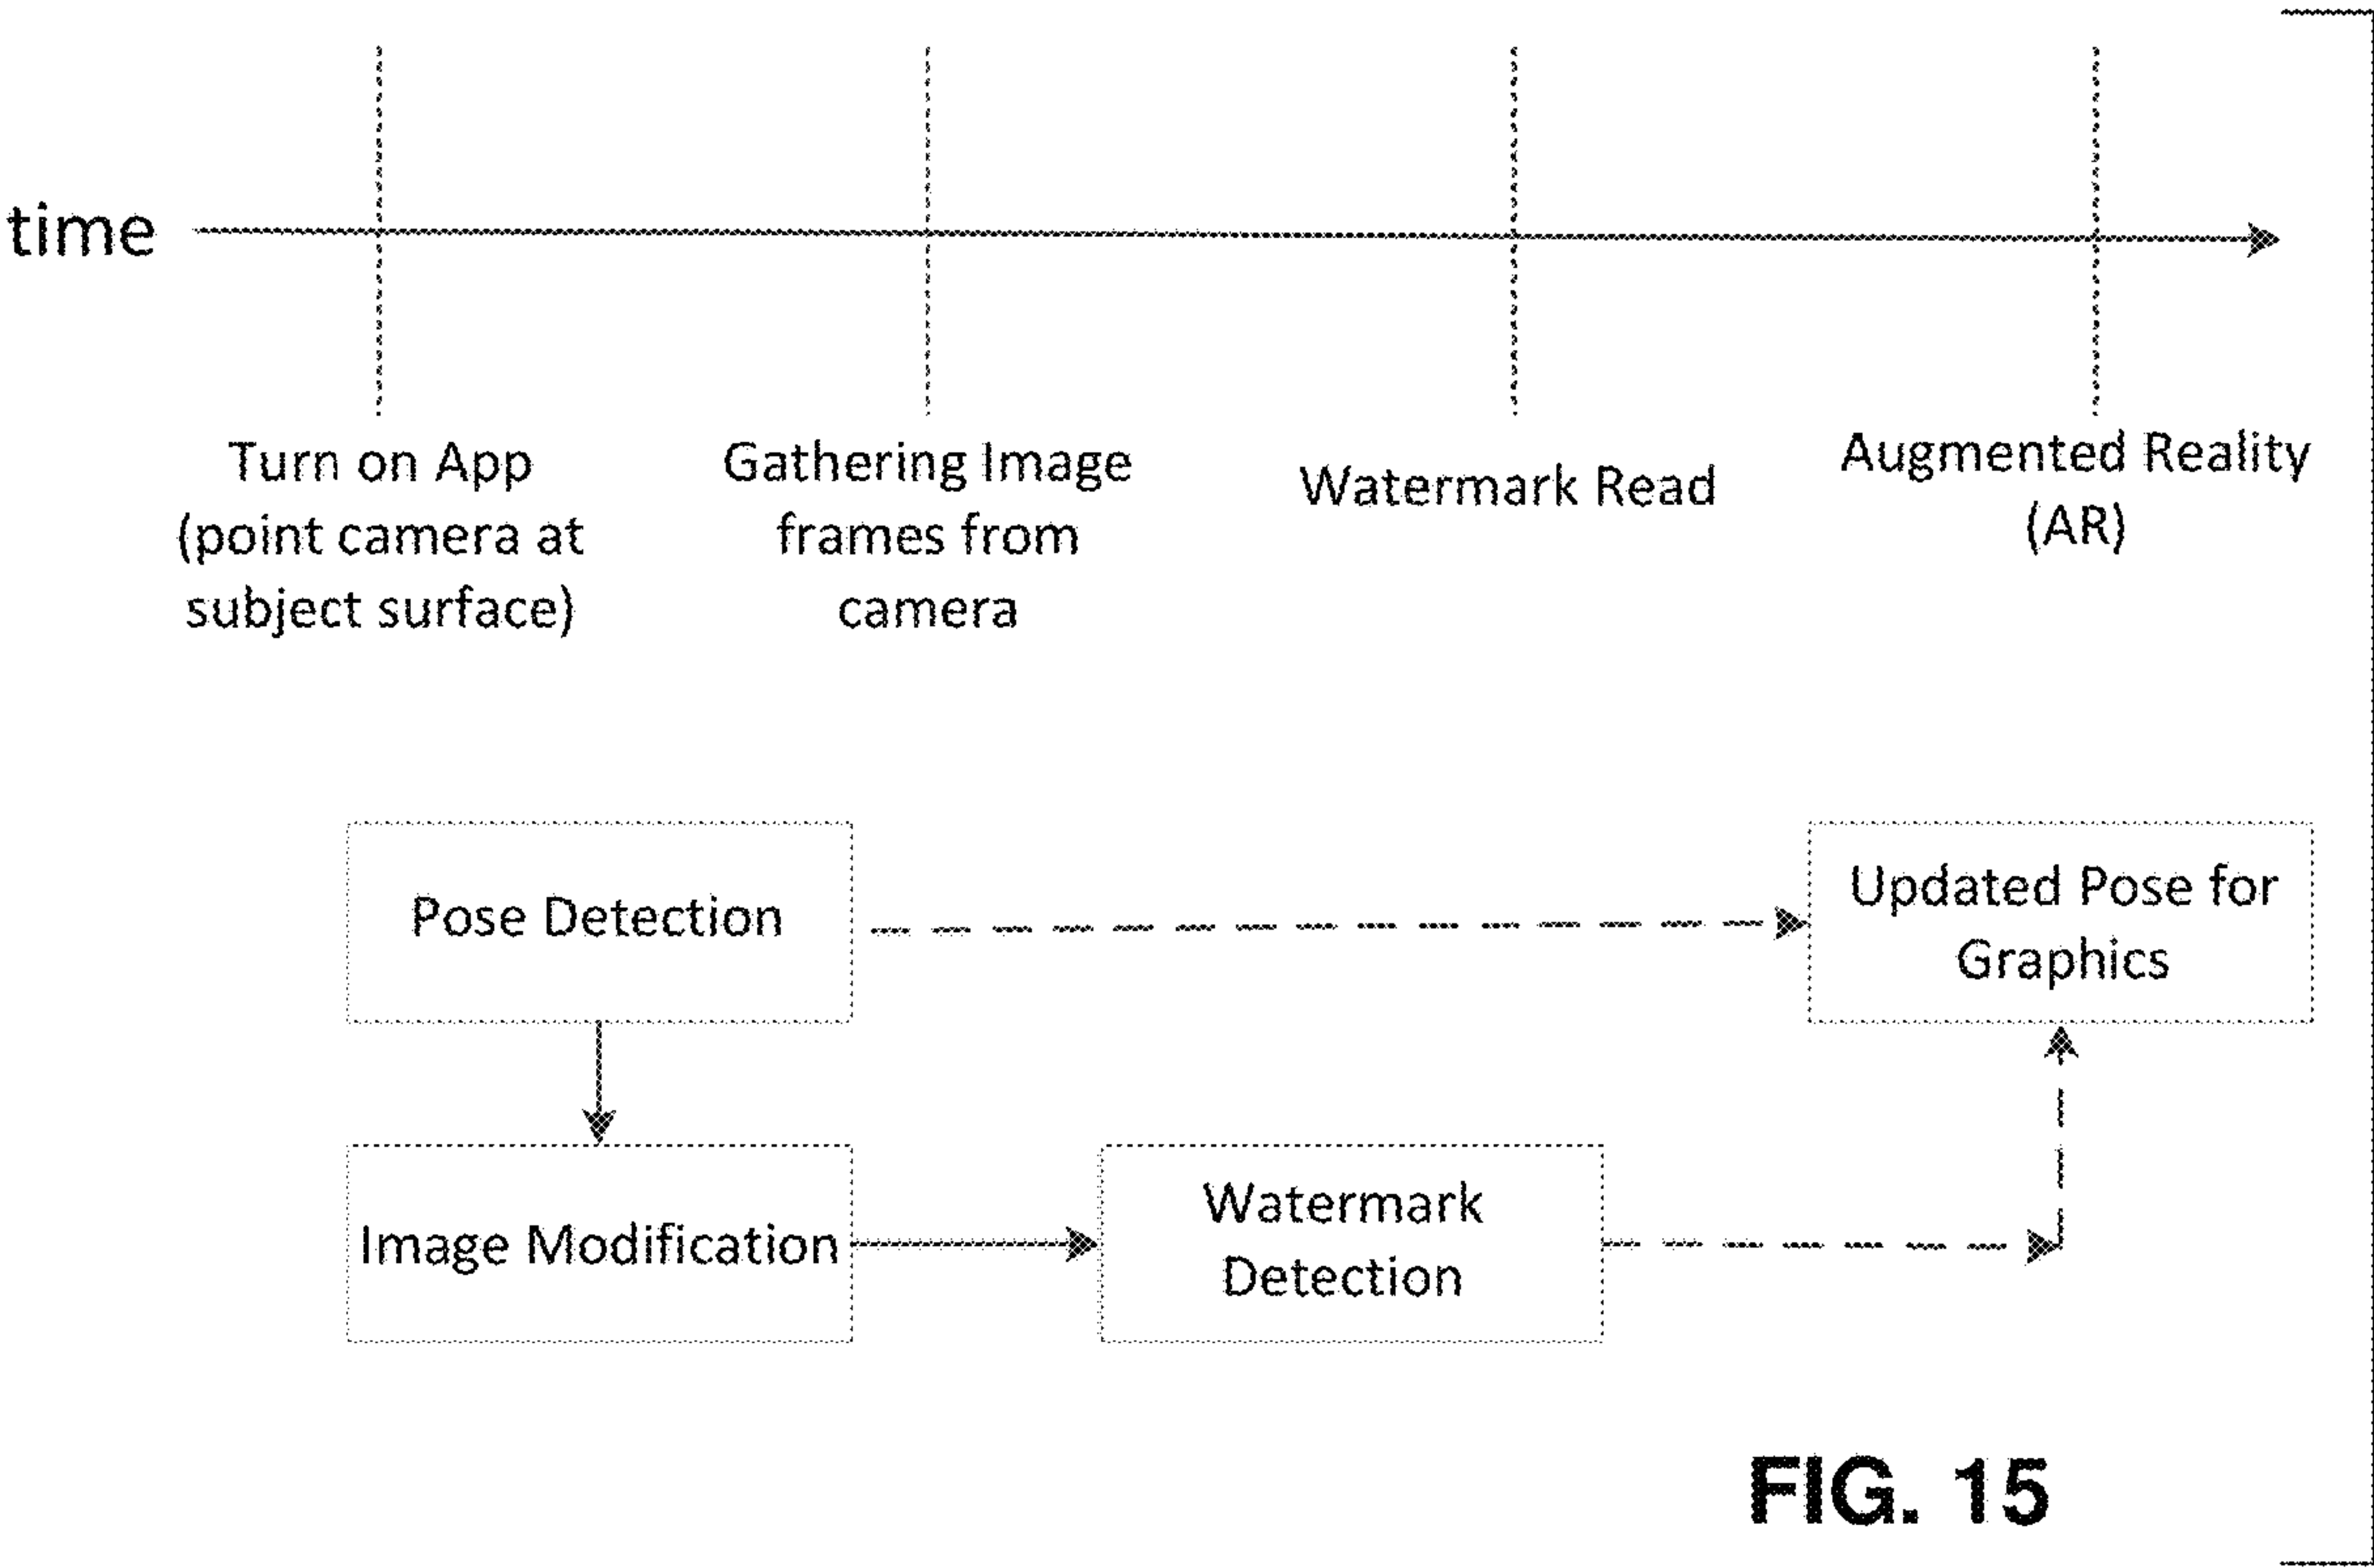 time
Turn on App
(point camera at
subject surface)
Gathering Image
frames from
camera
Watermark Read
Augmented Reality
(AR)
Pose Detection
Updated Pose for
Graphics
Image Modification
Watermark
Detection
FIG. 15